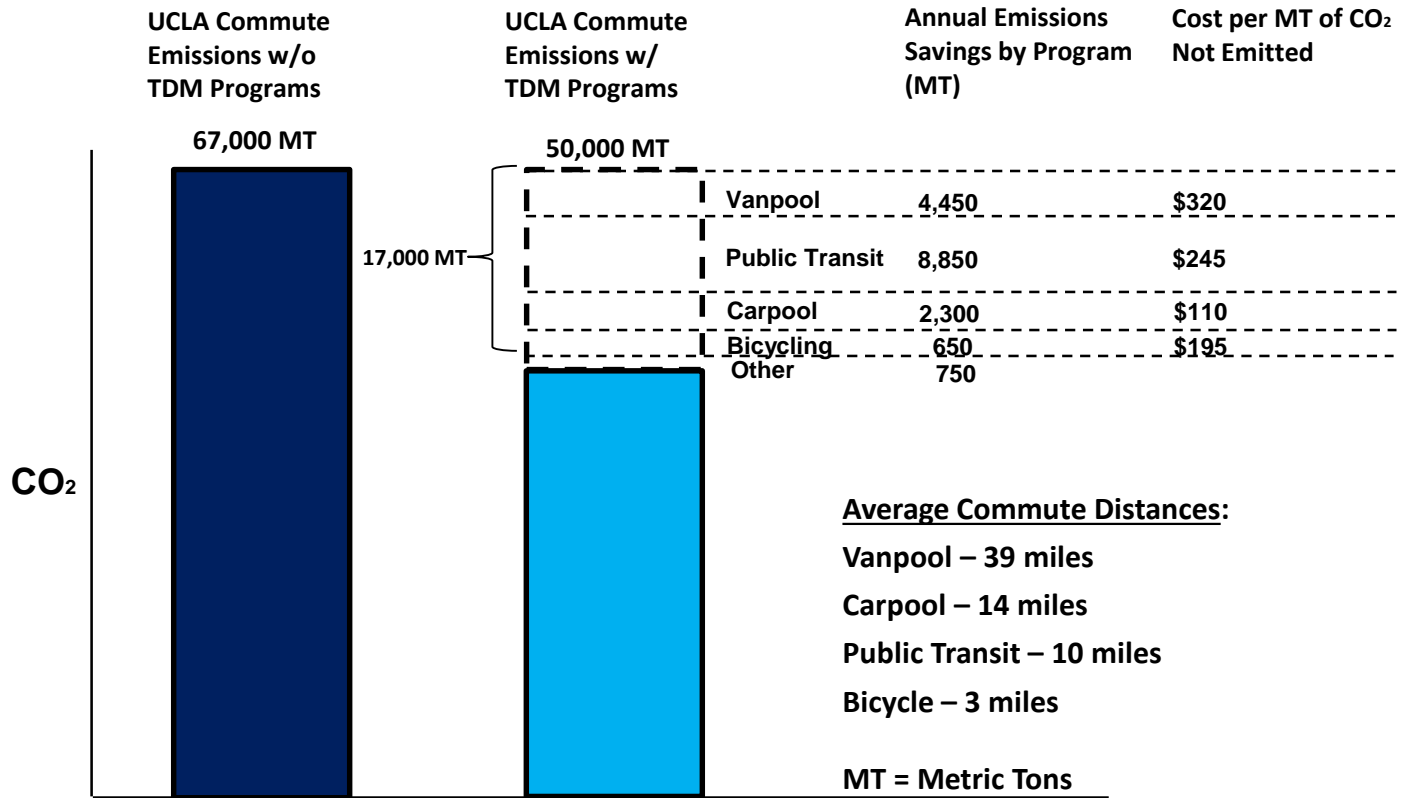 UCLA Commute
Emissions w/o
TDM Programs
UCLA Commute
Emissions w/
TDM Programs
Annual Emissions
Savings by Program
(MT)
Cost per MT of CO₂
Not Emitted
67,000 MT
50,000 MT
17,000 MT
Vanpool 4,450 $320
Public Transit 8,850 $245
Carpool 2,300 $110
Bicycling 650 $195
Other 750
CO₂
Average Commute Distances:
Vanpool – 39 miles
Carpool – 14 miles
Public Transit – 10 miles
Bicycle – 3 miles
MT = Metric Tons